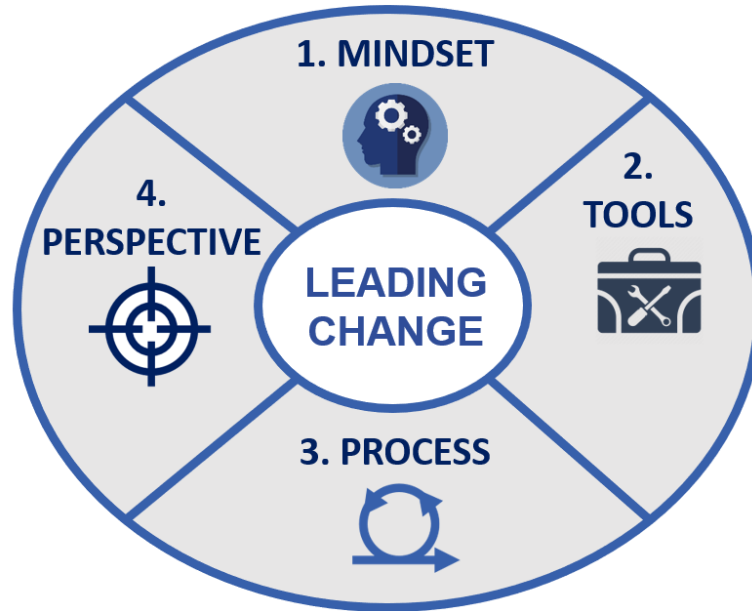 1. MINDSET
2.
TOOLS
3. PROCESS
4.
PERSPECTIVE
LEADING
CHANGE